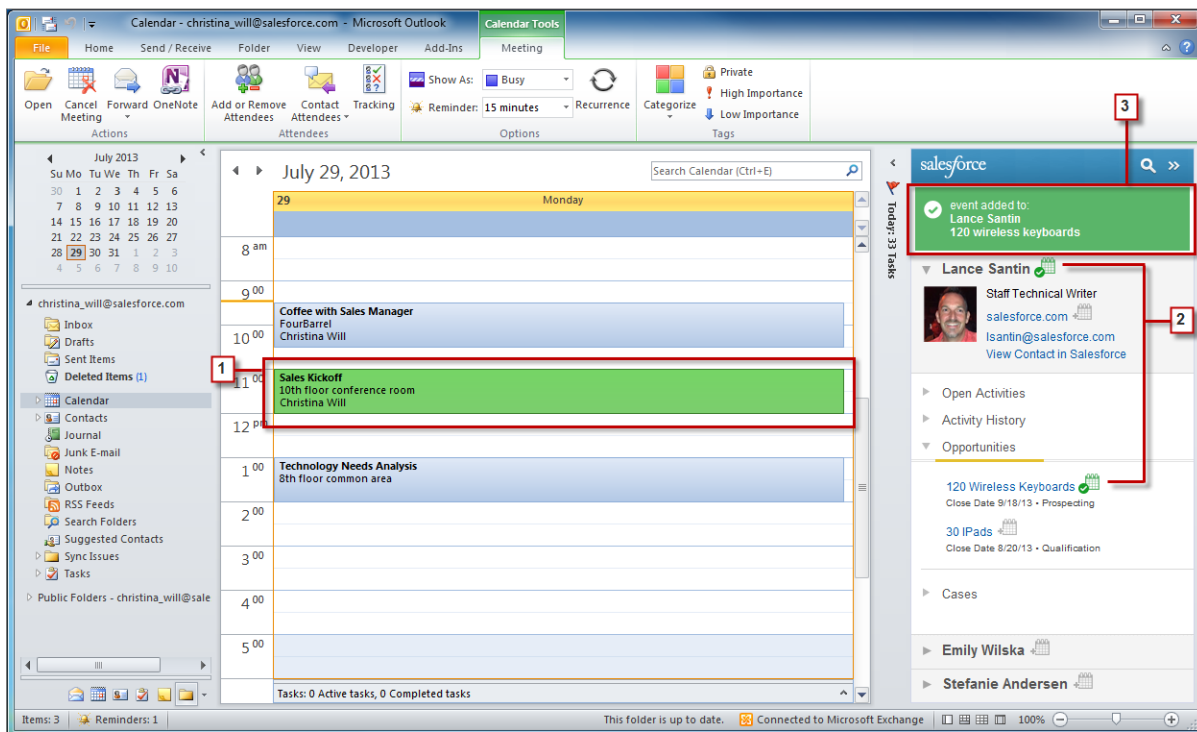 Calendar - christina_will@salesforce.com - Microsoft Outlook
Calendar Tools
File Home Send / Receive Folder View Developer Add-Ins Meeting
Open
Cancel Meeting
Forward
OneNote
Actions
Add or Remove Attendees
Contact Attendees
Tracking
Attendees
Show As: Busy
Reminder: 15 minutes
Recurrence
Options
Categorize
Private
High Importance
Low Importance
Tags
3
July 2013
Su Mo Tu We Th Fr Sa
30 1 2 3 4 5 6
7 8 9 10 11 12 13
14 15 16 17 18 19 20
21 22 23 24 25 26 27
28 29 30 31 1 2 3
4 5 6 7 8 9 10
christina_will@salesforce.com
Inbox
Drafts
Sent Items
Deleted Items (1)
Calendar
Contacts
Journal
Junk E-mail
Notes
Outbox
RSS Feeds
Search Folders
Suggested Contacts
Sync Issues
Tasks
Public Folders - christina_will@sale
July 29, 2013
Search Calendar (Ctrl+E)
29 Monday
8 am
9 00
Coffee with Sales Manager
FourBarrel
10 00
Christina Will
1
11 00
Sales Kickoff
10th floor conference room
Christina Will
12 pm
1 00
Technology Needs Analysis
8th floor common area
2 00
3 00
4 00
5 00
Tasks: 0 Active tasks, 0 Completed tasks
Today: 33 Tasks
salesforce
event added to:
Lance Santin
120 wireless keyboards
Lance Santin
Staff Technical Writer
salesforce.com
lsantin@salesforce.com
View Contact in Salesforce
2
Open Activities
Activity History
Opportunities
120 Wireless Keyboards
Close Date 9/18/13 • Prospecting
30 IPads
Close Date 8/20/13 • Qualification
Cases
Emily Wilska
Stefanie Andersen
Items: 3
Reminders: 1
This folder is up to date.
Connected to Microsoft Exchange
100%